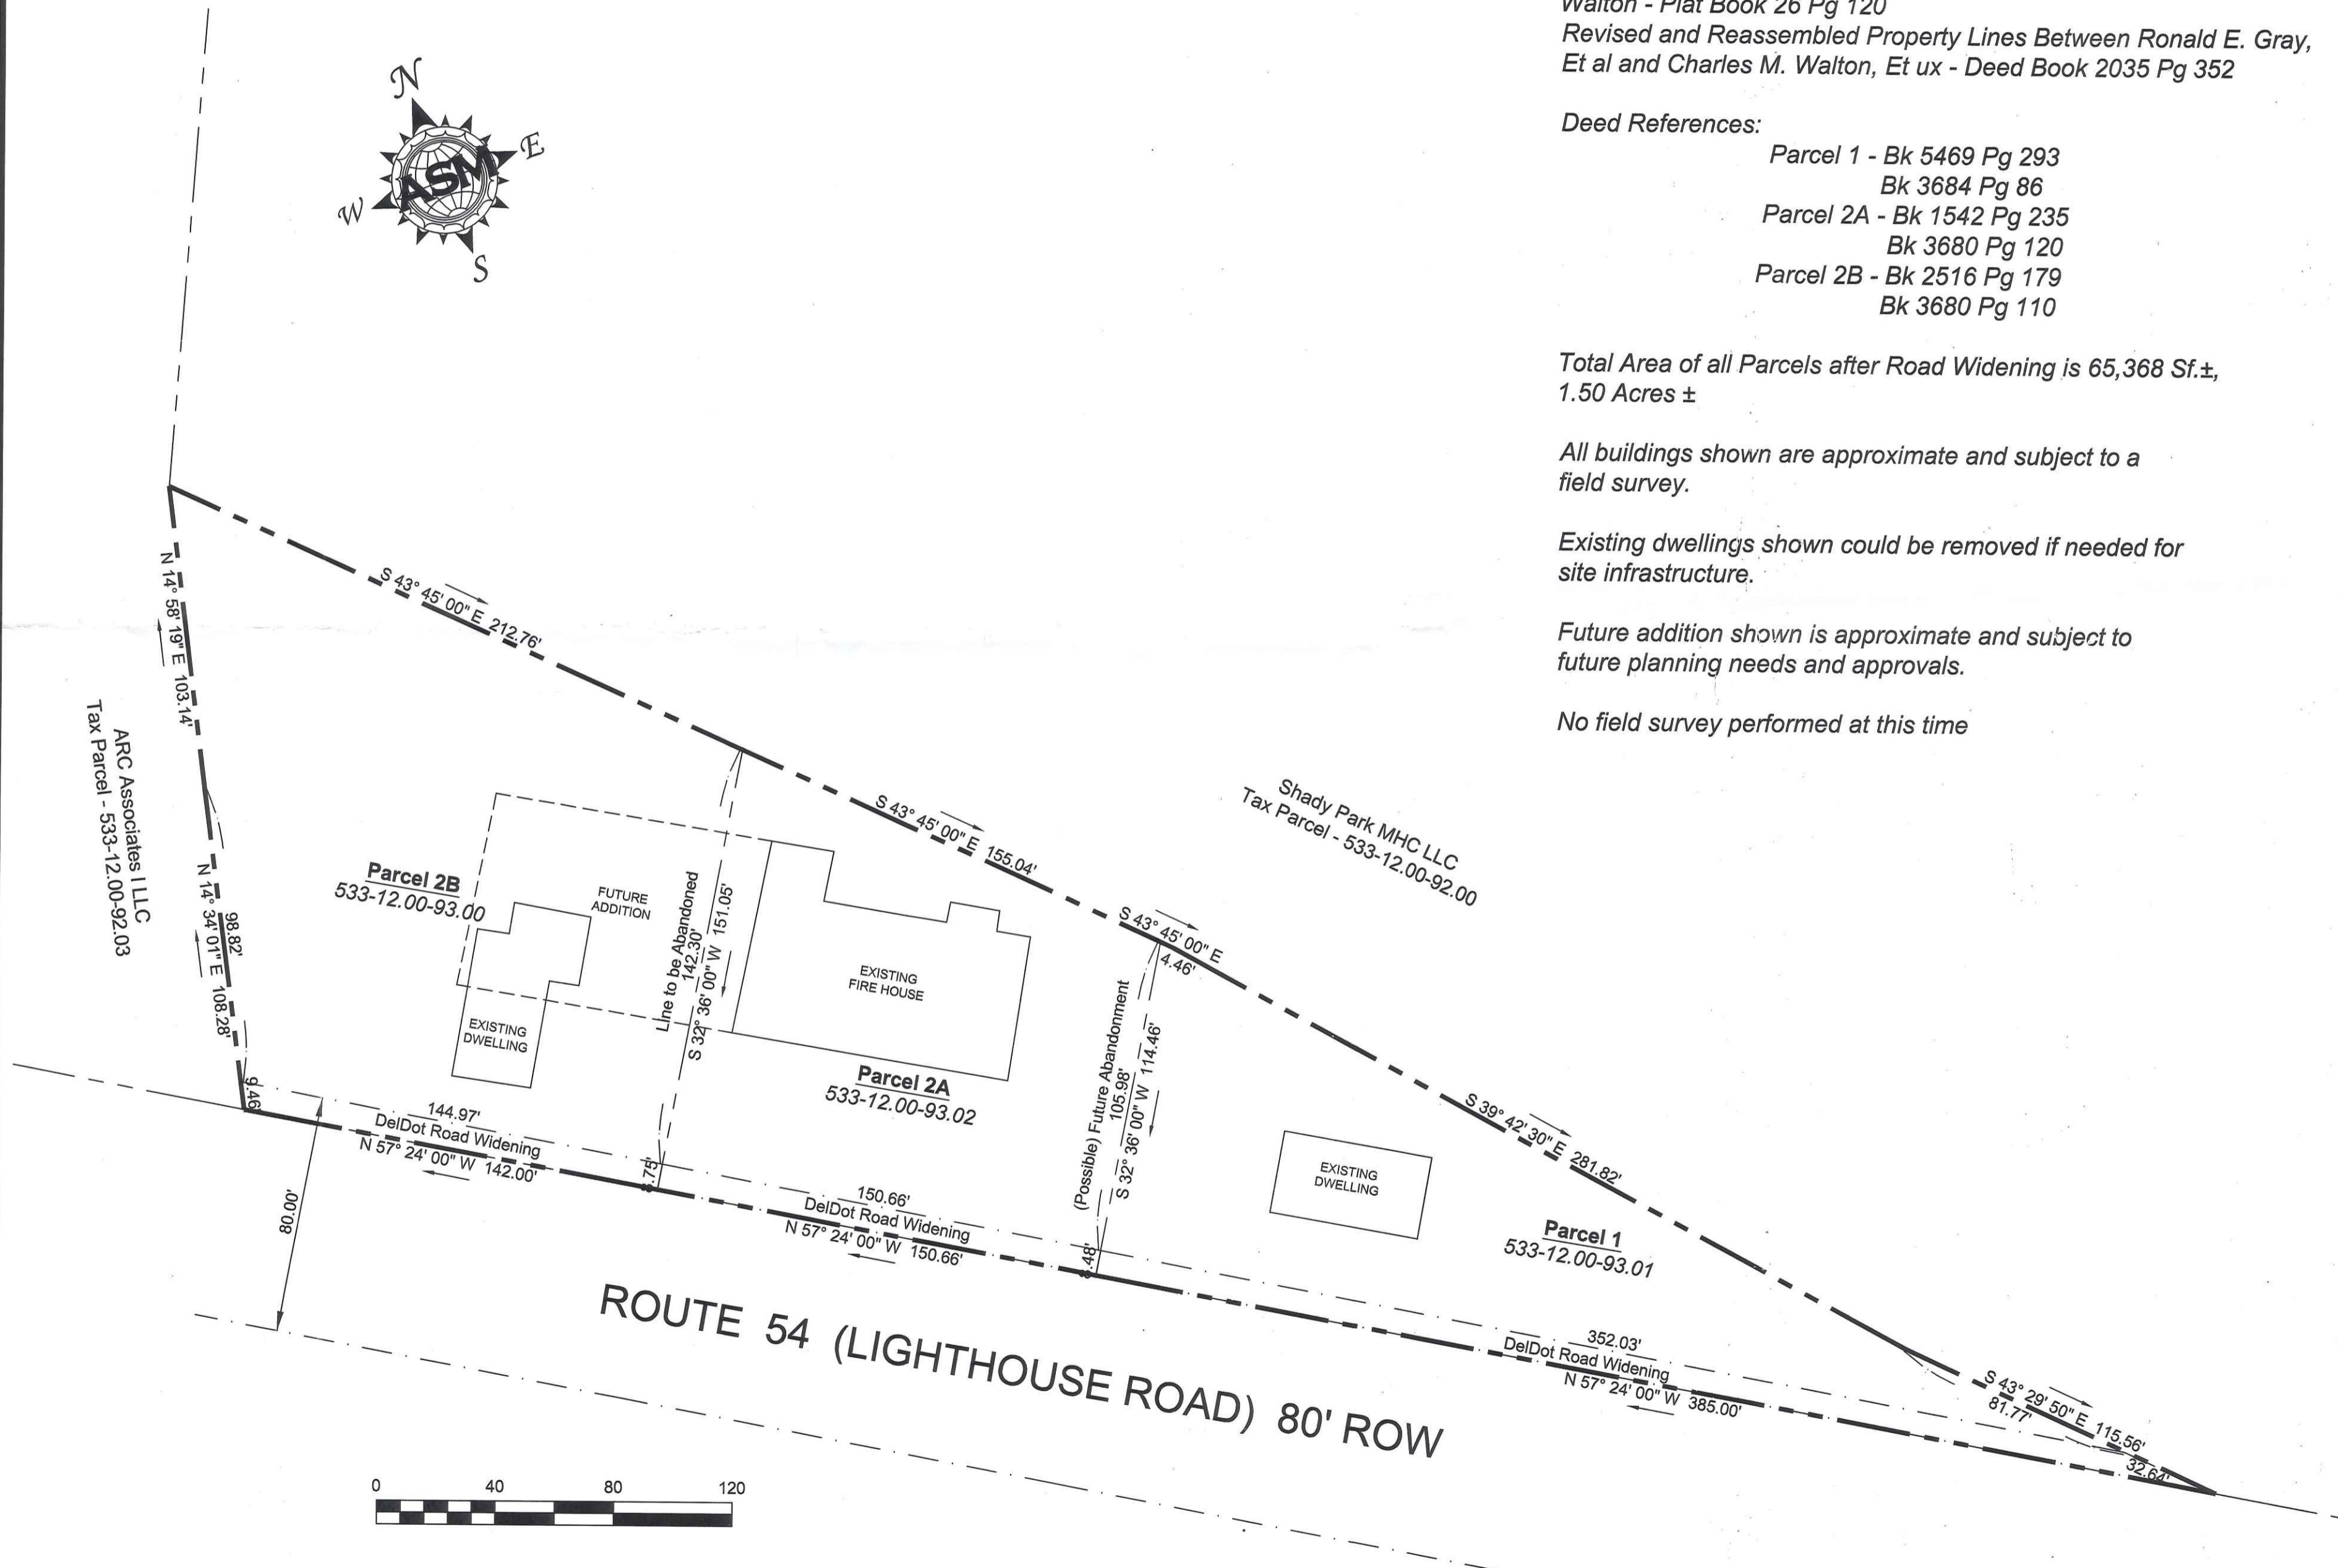 Walton - Plat Book 26 Pg 120
Revised and Reassembled Property Lines Between Ronald E. Gray,
Et al and Charles M. Walton, Et ux - Deed Book 2035 Pg 352
Deed References:
Parcel 1 - Bk 5469 Pg 293
Bk 3684 Pg 86
Parcel 2A - Bk 1542 Pg 235
Bk 3680 Pg 120
Parcel 2B - Bk 2516 Pg 179
Bk 3680 Pg 110
Total Area of all Parcels after Road Widening is 65,368 Sf.±,
1.50 Acres ±
All buildings shown are approximate and subject to a
field survey.
Existing dwellings shown could be removed if needed for
site infrastructure.
Future addition shown is approximate and subject to
future planning needs and approvals.
No field survey performed at this time
N
E
W
S
ASM
S 43° 45' 00" E 212.76'
N 14° 58' 19" E 103.14'
ARC Associates I LLC
Tax Parcel - 533-12.00-92.03
98.82'
N 14° 34' 01" E 108.28'
9.46'
Parcel 2B
533-12.00-93.00
FUTURE
ADDITION
EXISTING
DWELLING
Line to be Abandoned
142.30'
S 32° 36' 00" W 151.05'
S 43° 45' 00" E 155.04'
EXISTING
FIRE HOUSE
Parcel 2A
533-12.00-93.02
Shady Park MHC LLC
Tax Parcel - 533-12.00-92.00
S 43° 45' 00" E
4.46'
(Possible) Future Abandonment
105.98'
S 32° 36' 00" W 114.46'
S 39° 42' 30" E 281.82'
EXISTING
DWELLING
Parcel 1
533-12.00-93.01
144.97'
DelDot Road Widening
N 57° 24' 00" W 142.00'
.75'
150.66'
DelDot Road Widening
N 57° 24' 00" W 150.66'
.48'
352.03'
DelDot Road Widening
N 57° 24' 00" W 385.00'
S 43° 29' 50" E 115.56'
81.77'
32.64'
80.00'
ROUTE 54 (LIGHTHOUSE ROAD) 80' ROW
0 40 80 120